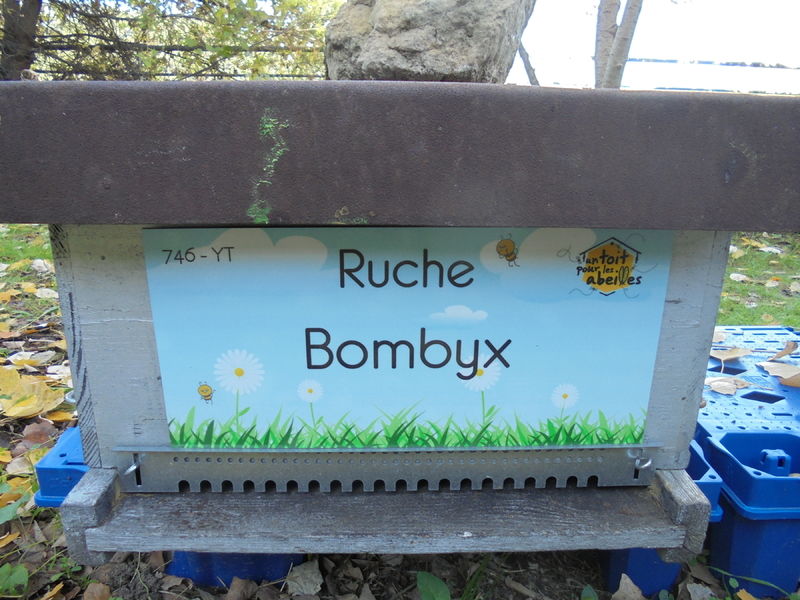 746 - YT
Ruche
Bombyx
un toit
pour les
abeilles